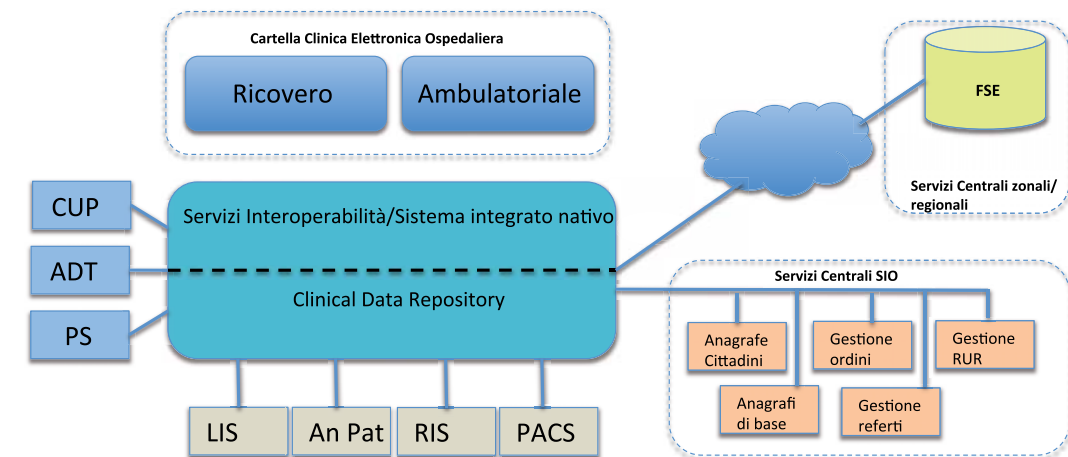 Cartella Clinica Elettronica Ospedaliera
Ricovero
Ambulatoriale
FSE
Servizi Centrali zonali/
regionali
CUP
ADT
PS
Servizi Interoperabilità/Sistema integrato nativo
Clinical Data Repository
Servizi Centrali SIO
Anagrafe
Cittadini
Gestione
ordini
Gestione
RUR
Anagrafi
di base
Gestione
referti
LIS
An Pat
RIS
PACS